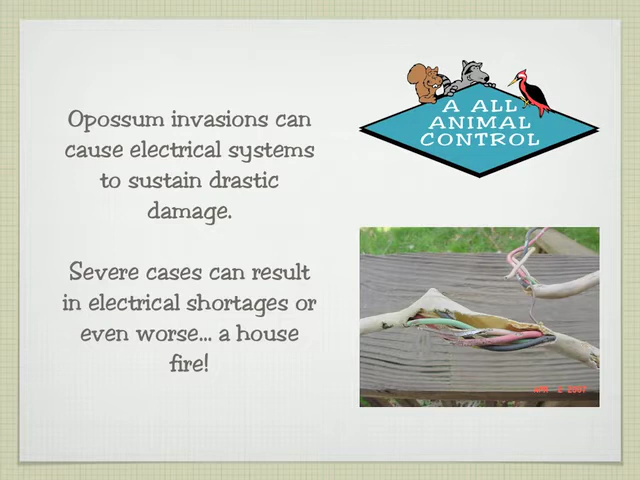 Opossum invasions can
cause electrical systems
to sustain drastic
damage.
Severe cases can result
in electrical shortages or
even worse... a house
fire!
A ALL
ANIMAL
CONTROL